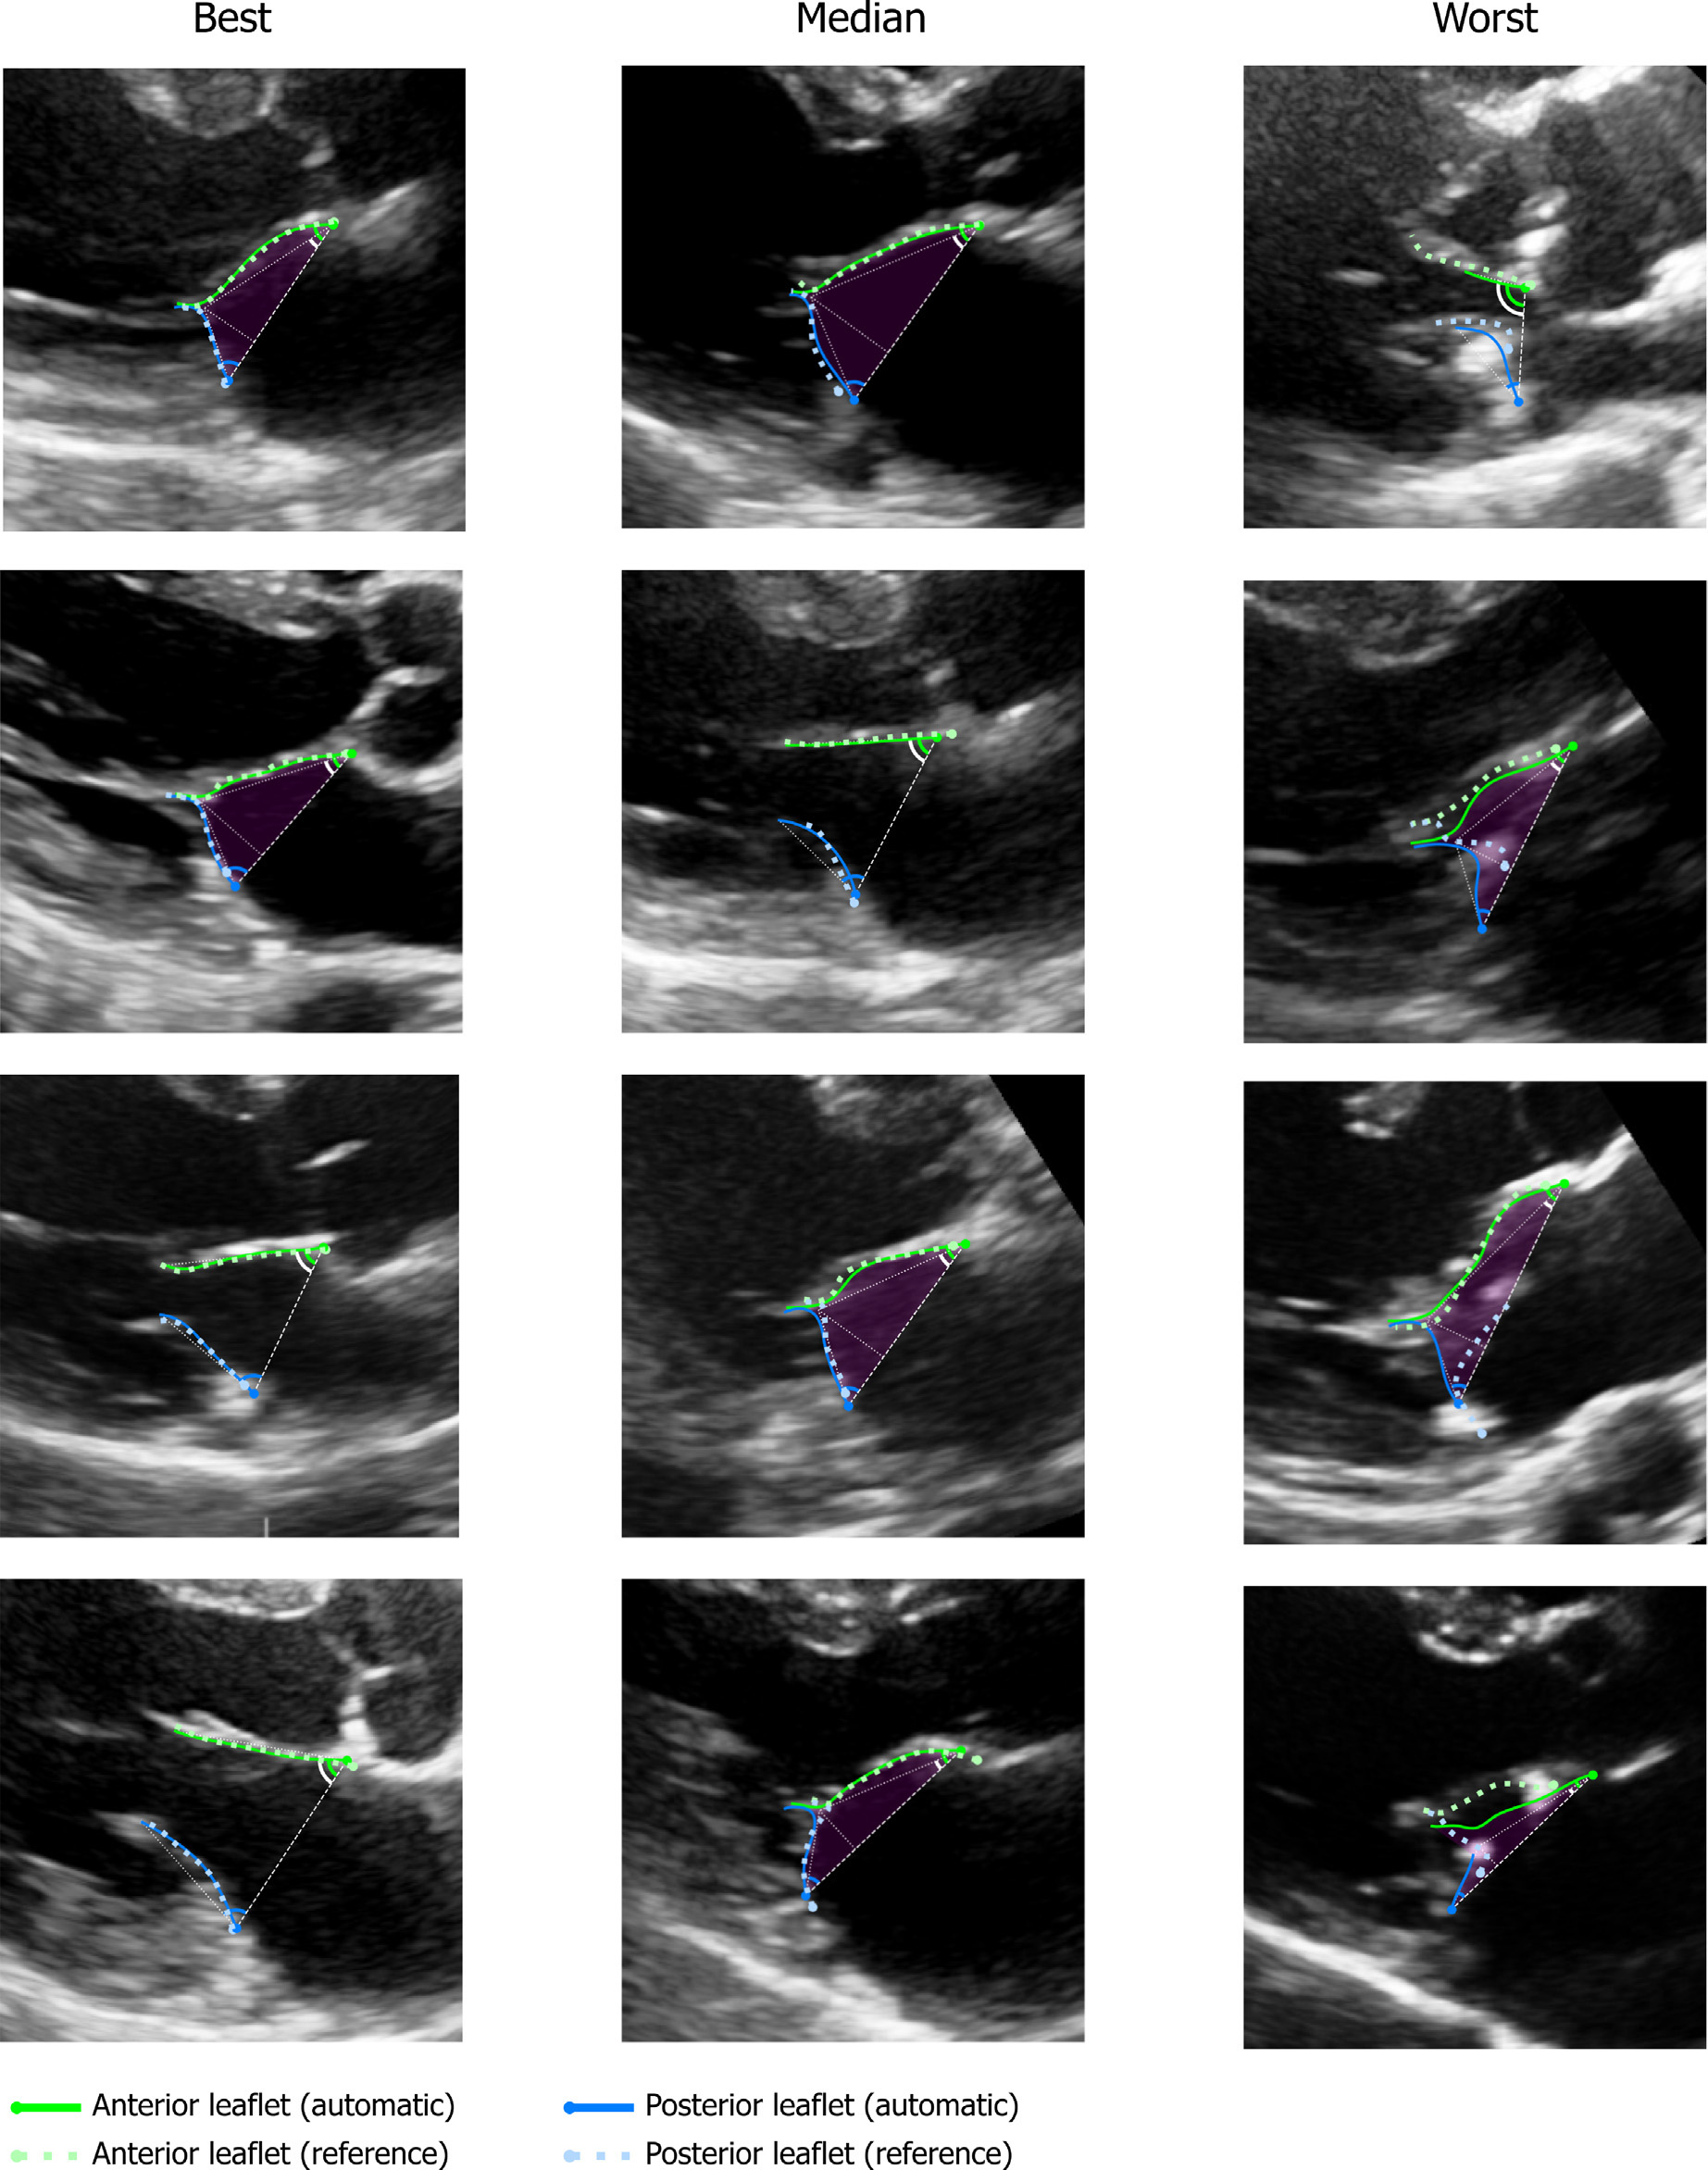 Best Median Worst
Anterior leaflet (automatic) Posterior leaflet (automatic)
Anterior leaflet (reference) Posterior leaflet (reference)